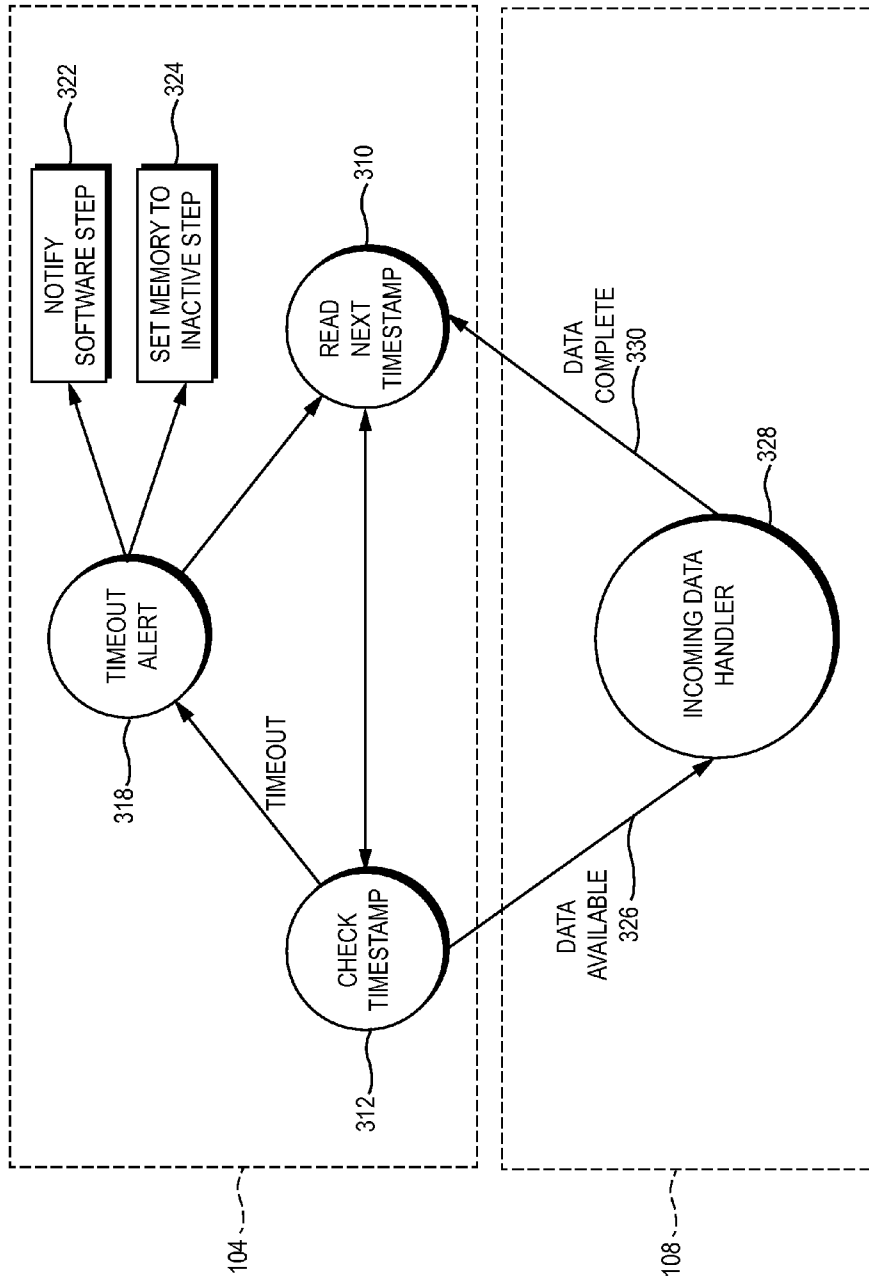 104
322
NOTIFY
SOFTWARE STEP
324
SET MEMORY TO
INACTIVE STEP
318
TIMEOUT
ALERT
TIMEOUT
310
READ
NEXT
TIMESTAMP
312
CHECK
TIMESTAMP
108
DATA
AVAILABLE
326
DATA
COMPLETE
330
INCOMING DATA
HANDLER
328